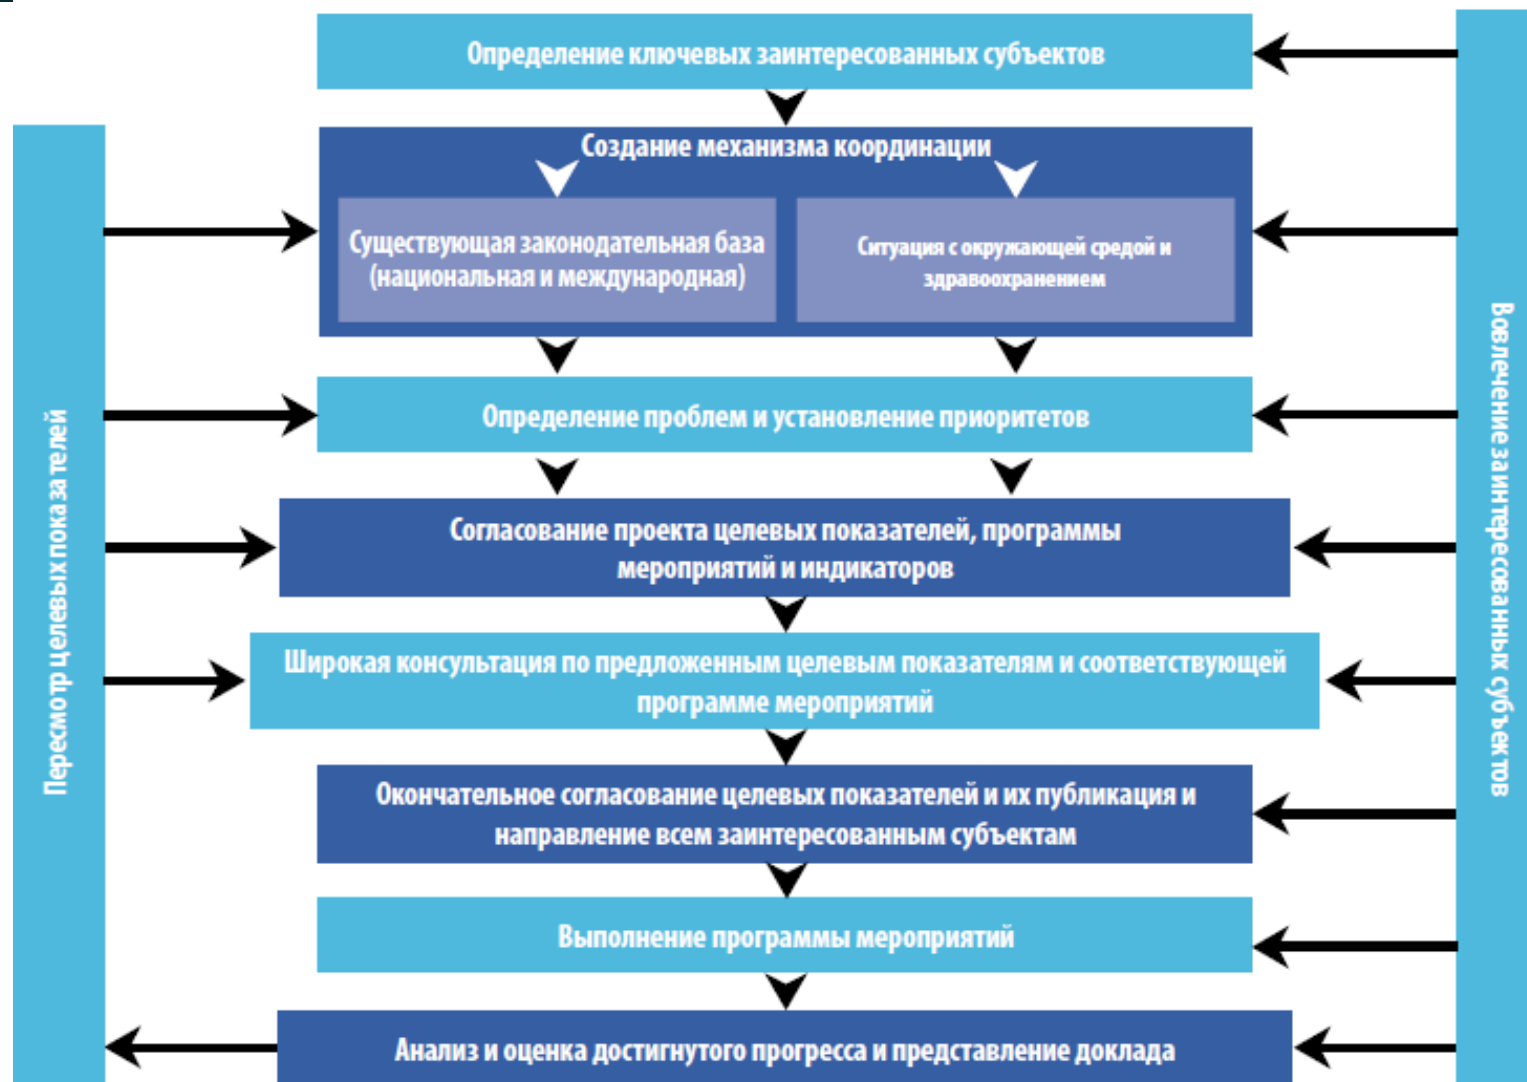 Определение ключевых заинтересованных субъектов
Создание механизма координации
Существующая законодательная база
(национальная и международная)
Ситуация с окружающей средой и
здравоохранением
Определение проблем и установление приоритетов
Согласование проекта целевых показателей, программы
мероприятий и индикаторов
Широкая консультация по предложенным целевым показателям и соответствующей
программе мероприятий
Окончательное согласование целевых показателей и их публикация и
направление всем заинтересованным субъектам
Выполнение программы мероприятий
Анализ и оценка достигнутого прогресса и представление доклада
Пересмотр целевых показателей
Вовлечение заинтересованных субъектов